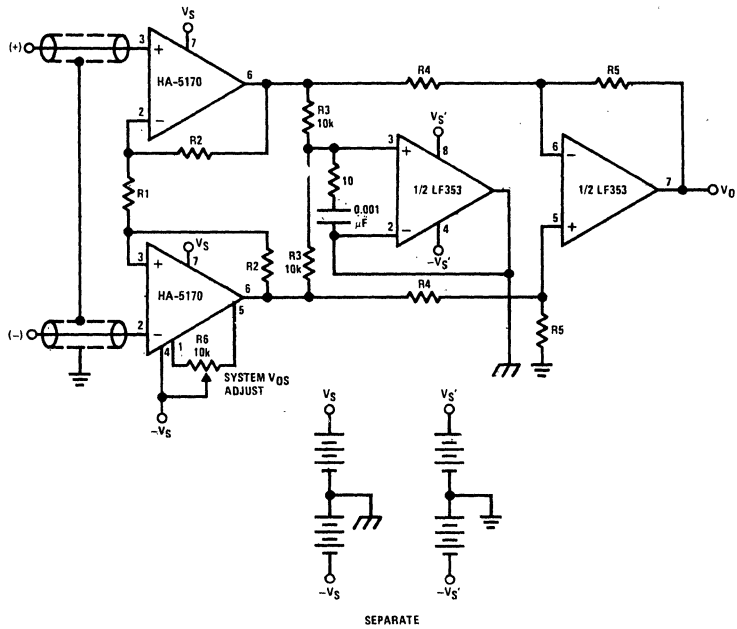 VS
(+)
3
+
7
HA-5170
6
2
−
R2
R1
R3
10k
R4
R5
VS'
3
+
8
10
0.001
µF
1/2 LF353
2
−
4
−VS'
6
−
1/2 LF353
7
VO
5
+
VS
3
+
7
HA-5170
R2
R3
10k
6
5
R4
R5
(−)
2
−
4
1
R6
10k
SYSTEM VOS
ADJUST
−VS
VS
VS'
−VS
−VS'
SEPARATE